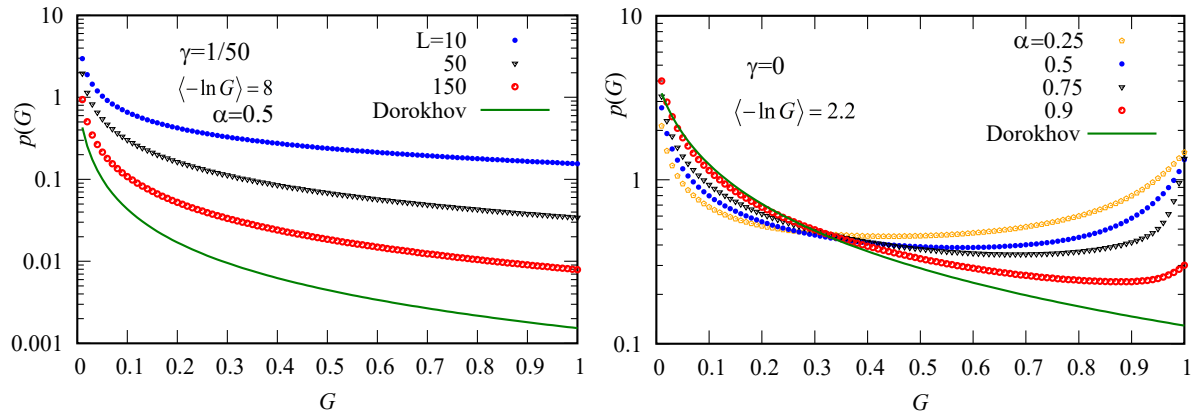 10
1
0.1
0.01
0.001
p(G)
γ=1/50
⟨−ln G⟩ = 8
α=0.5
L=10
50
150
Dorokhov
0 0.1 0.2 0.3 0.4 0.5 0.6 0.7 0.8 0.9 1
G
10
1
0.1
p(G)
γ=0
⟨−ln G⟩ = 2.2
α=0.25
0.5
0.75
0.9
Dorokhov
0 0.1 0.2 0.3 0.4 0.5 0.6 0.7 0.8 0.9 1
G